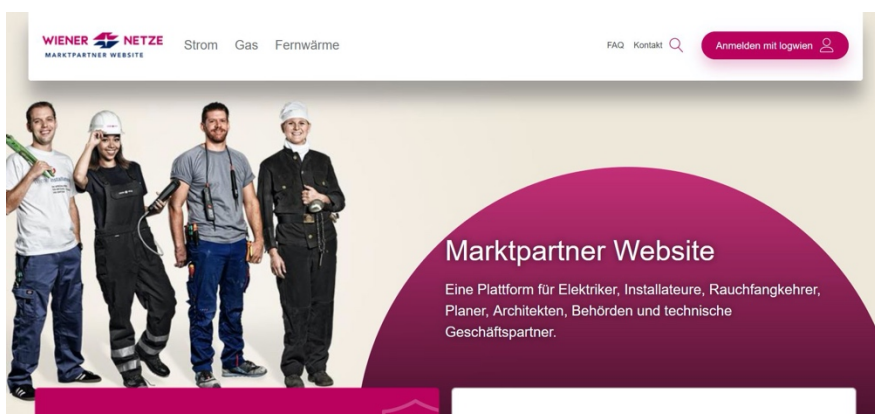 WIENER NETZE
MARKTPARTNER WEBSITE
Strom Gas Fernwärme
FAQ Kontakt
Anmelden mit logwien
Marktpartner Website
Eine Plattform für Elektriker, Installateure, Rauchfangkehrer,
Planer, Architekten, Behörden und technische
Geschäftspartner.